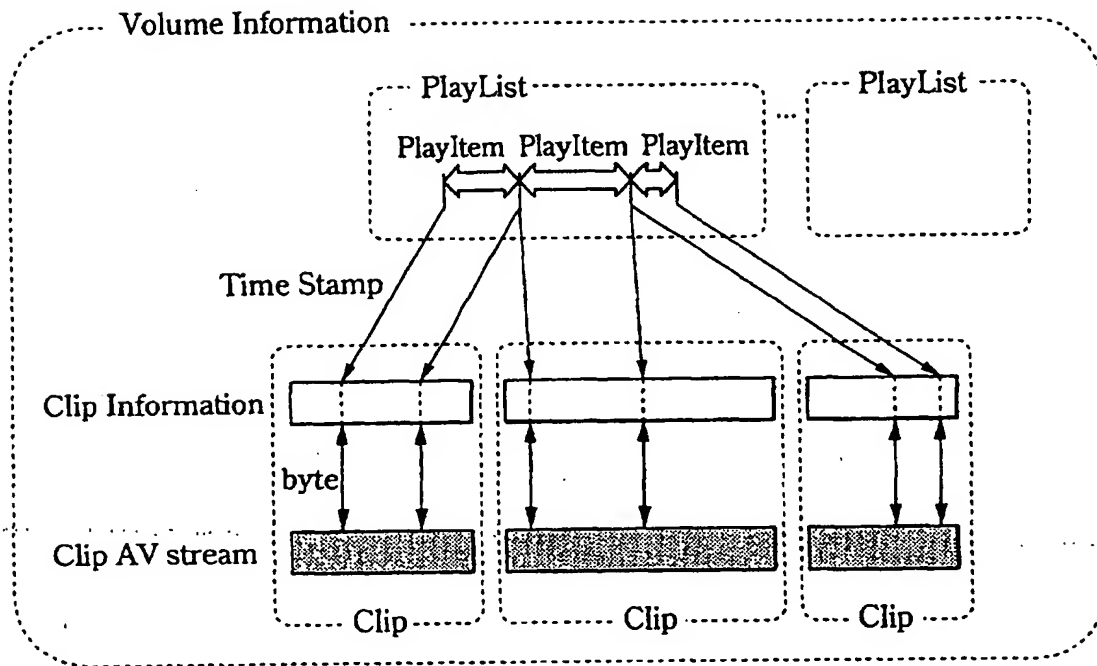 Volume Information
PlayList
... PlayList
PlayItem PlayItem PlayItem
Time Stamp
Clip Information
byte
Clip AV stream
Clip
Clip
Clip